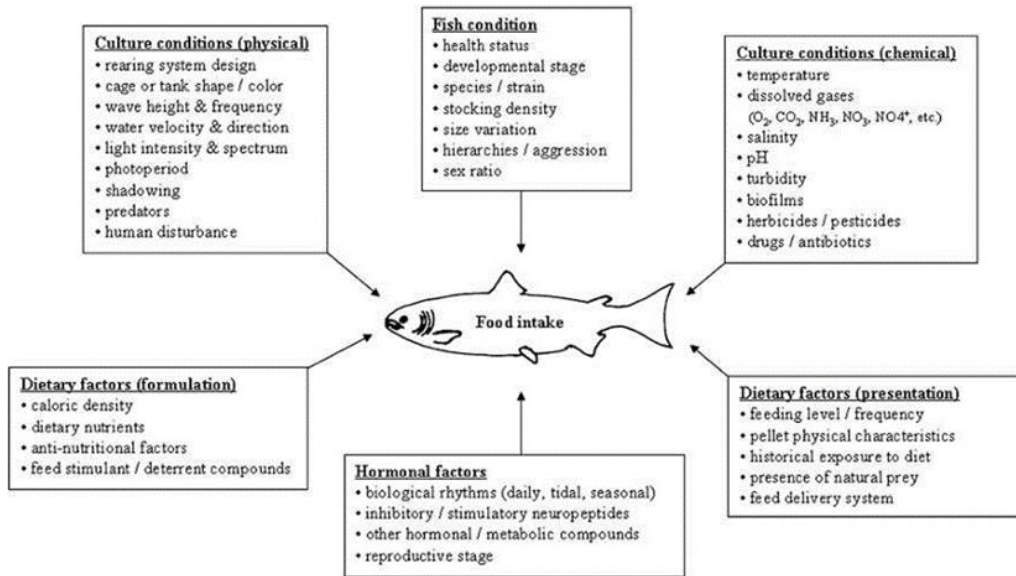 Culture conditions (physical)
• rearing system design
• cage or tank shape / color
• wave height & frequency
• water velocity & direction
• light intensity & spectrum
• photoperiod
• shadowing
• predators
• human disturbance
Fish condition
• health status
• developmental stage
• species / strain
• stocking density
• size variation
• hierarchies / aggression
• sex ratio
Culture conditions (chemical)
• temperature
• dissolved gases
(O₂, CO₂, NH₃, NO₃, NO4⁺, etc.)
• salinity
• pH
• turbidity
• biofilms
• herbicides / pesticides
• drugs / antibiotics
Food intake
Dietary factors (formulation)
• caloric density
• dietary nutrients
• anti-nutritional factors
• feed stimulant / deterrent compounds
Hormonal factors
• biological rhythms (daily, tidal, seasonal)
• inhibitory / stimulatory neuropeptides
• other hormonal / metabolic compounds
• reproductive stage
Dietary factors (presentation)
• feeding level / frequency
• pellet physical characteristics
• historical exposure to diet
• presence of natural prey
• feed delivery system